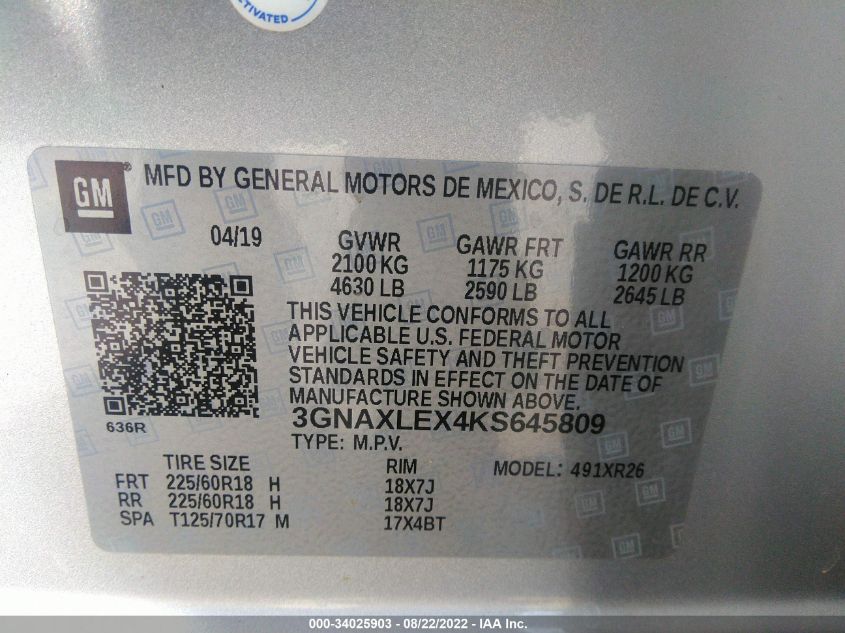 ACTIVATED
GM
MFD BY GENERAL MOTORS DE MEXICO, S. DE R.L. DE C.V.
04/19 GVWR GAWR FRT GAWR RR
2100 KG 1175 KG 1200 KG
4630 LB 2590 LB 2645 LB
THIS VEHICLE CONFORMS TO ALL
APPLICABLE U.S. FEDERAL MOTOR
VEHICLE SAFETY AND THEFT PREVENTION
STANDARDS IN EFFECT ON THE DATE OF
MANUFACTURE SHOWN ABOVE.
636R
3GNAXLEX4KS645809
TYPE: M.P.V.
TIRE SIZE RIM MODEL: 491XR26
FRT 225/60R18 H 18X7J
RR 225/60R18 H 18X7J
SPA T125/70R17 M 17X4BT
000-34025903 - 08/22/2022 - IAA Inc.